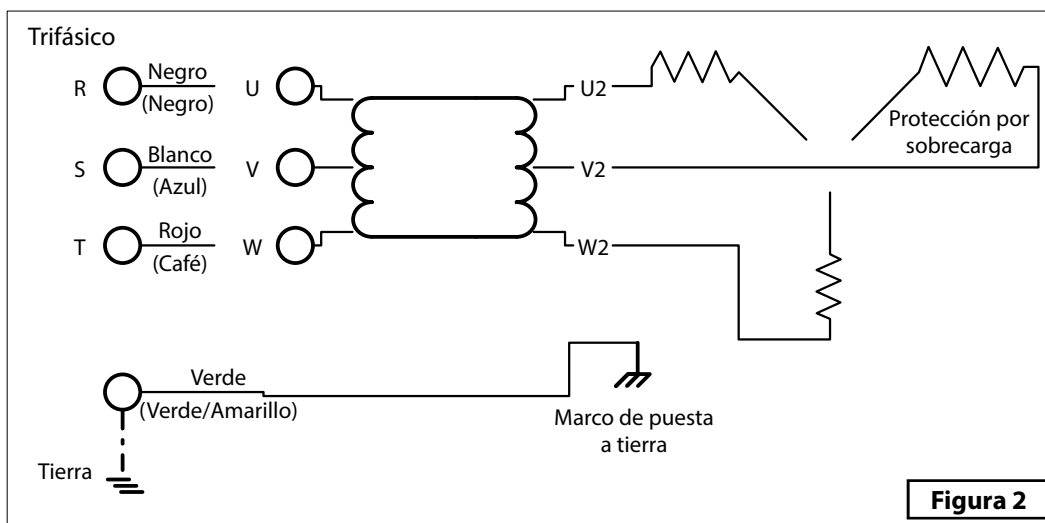 Trifásico
R
Negro
(Negro)
U
U2
S
Blanco
(Azul)
V
V2
T
Rojo
(Café)
W
W2
Protección por
sobrecarga
Verde
(Verde/Amarillo)
Marco de puesta
a tierra
Tierra
Figura 2